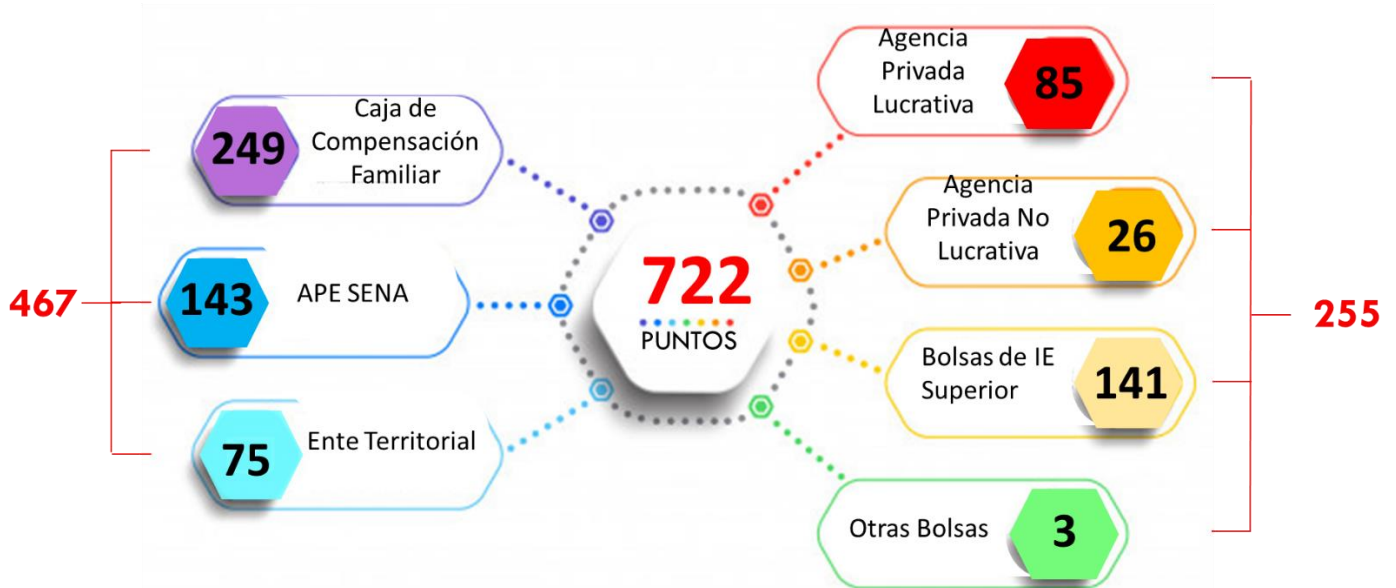 467
249
Caja de
Compensación
Familiar
143
APE SENA
75
Ente Territorial
722
PUNTOS
Agencia
Privada
Lucrativa
85
Agencia
Privada No
Lucrativa
26
Bolsas de IE
Superior
141
Otras Bolsas
3
255